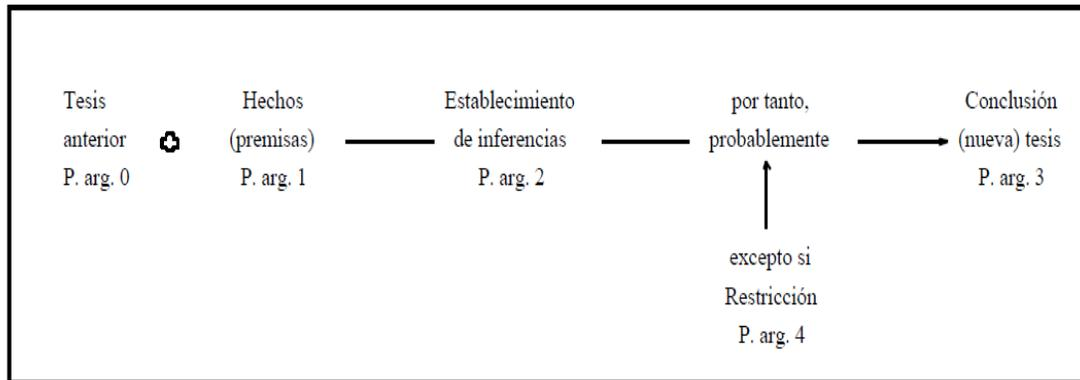 Tesis
anterior
P. arg. 0
Hechos
(premisas)
P. arg. 1
Establecimiento
de inferencias
P. arg. 2
por tanto,
probablemente
Conclusión
(nueva) tesis
P. arg. 3
excepto si
Restricción
P. arg. 4